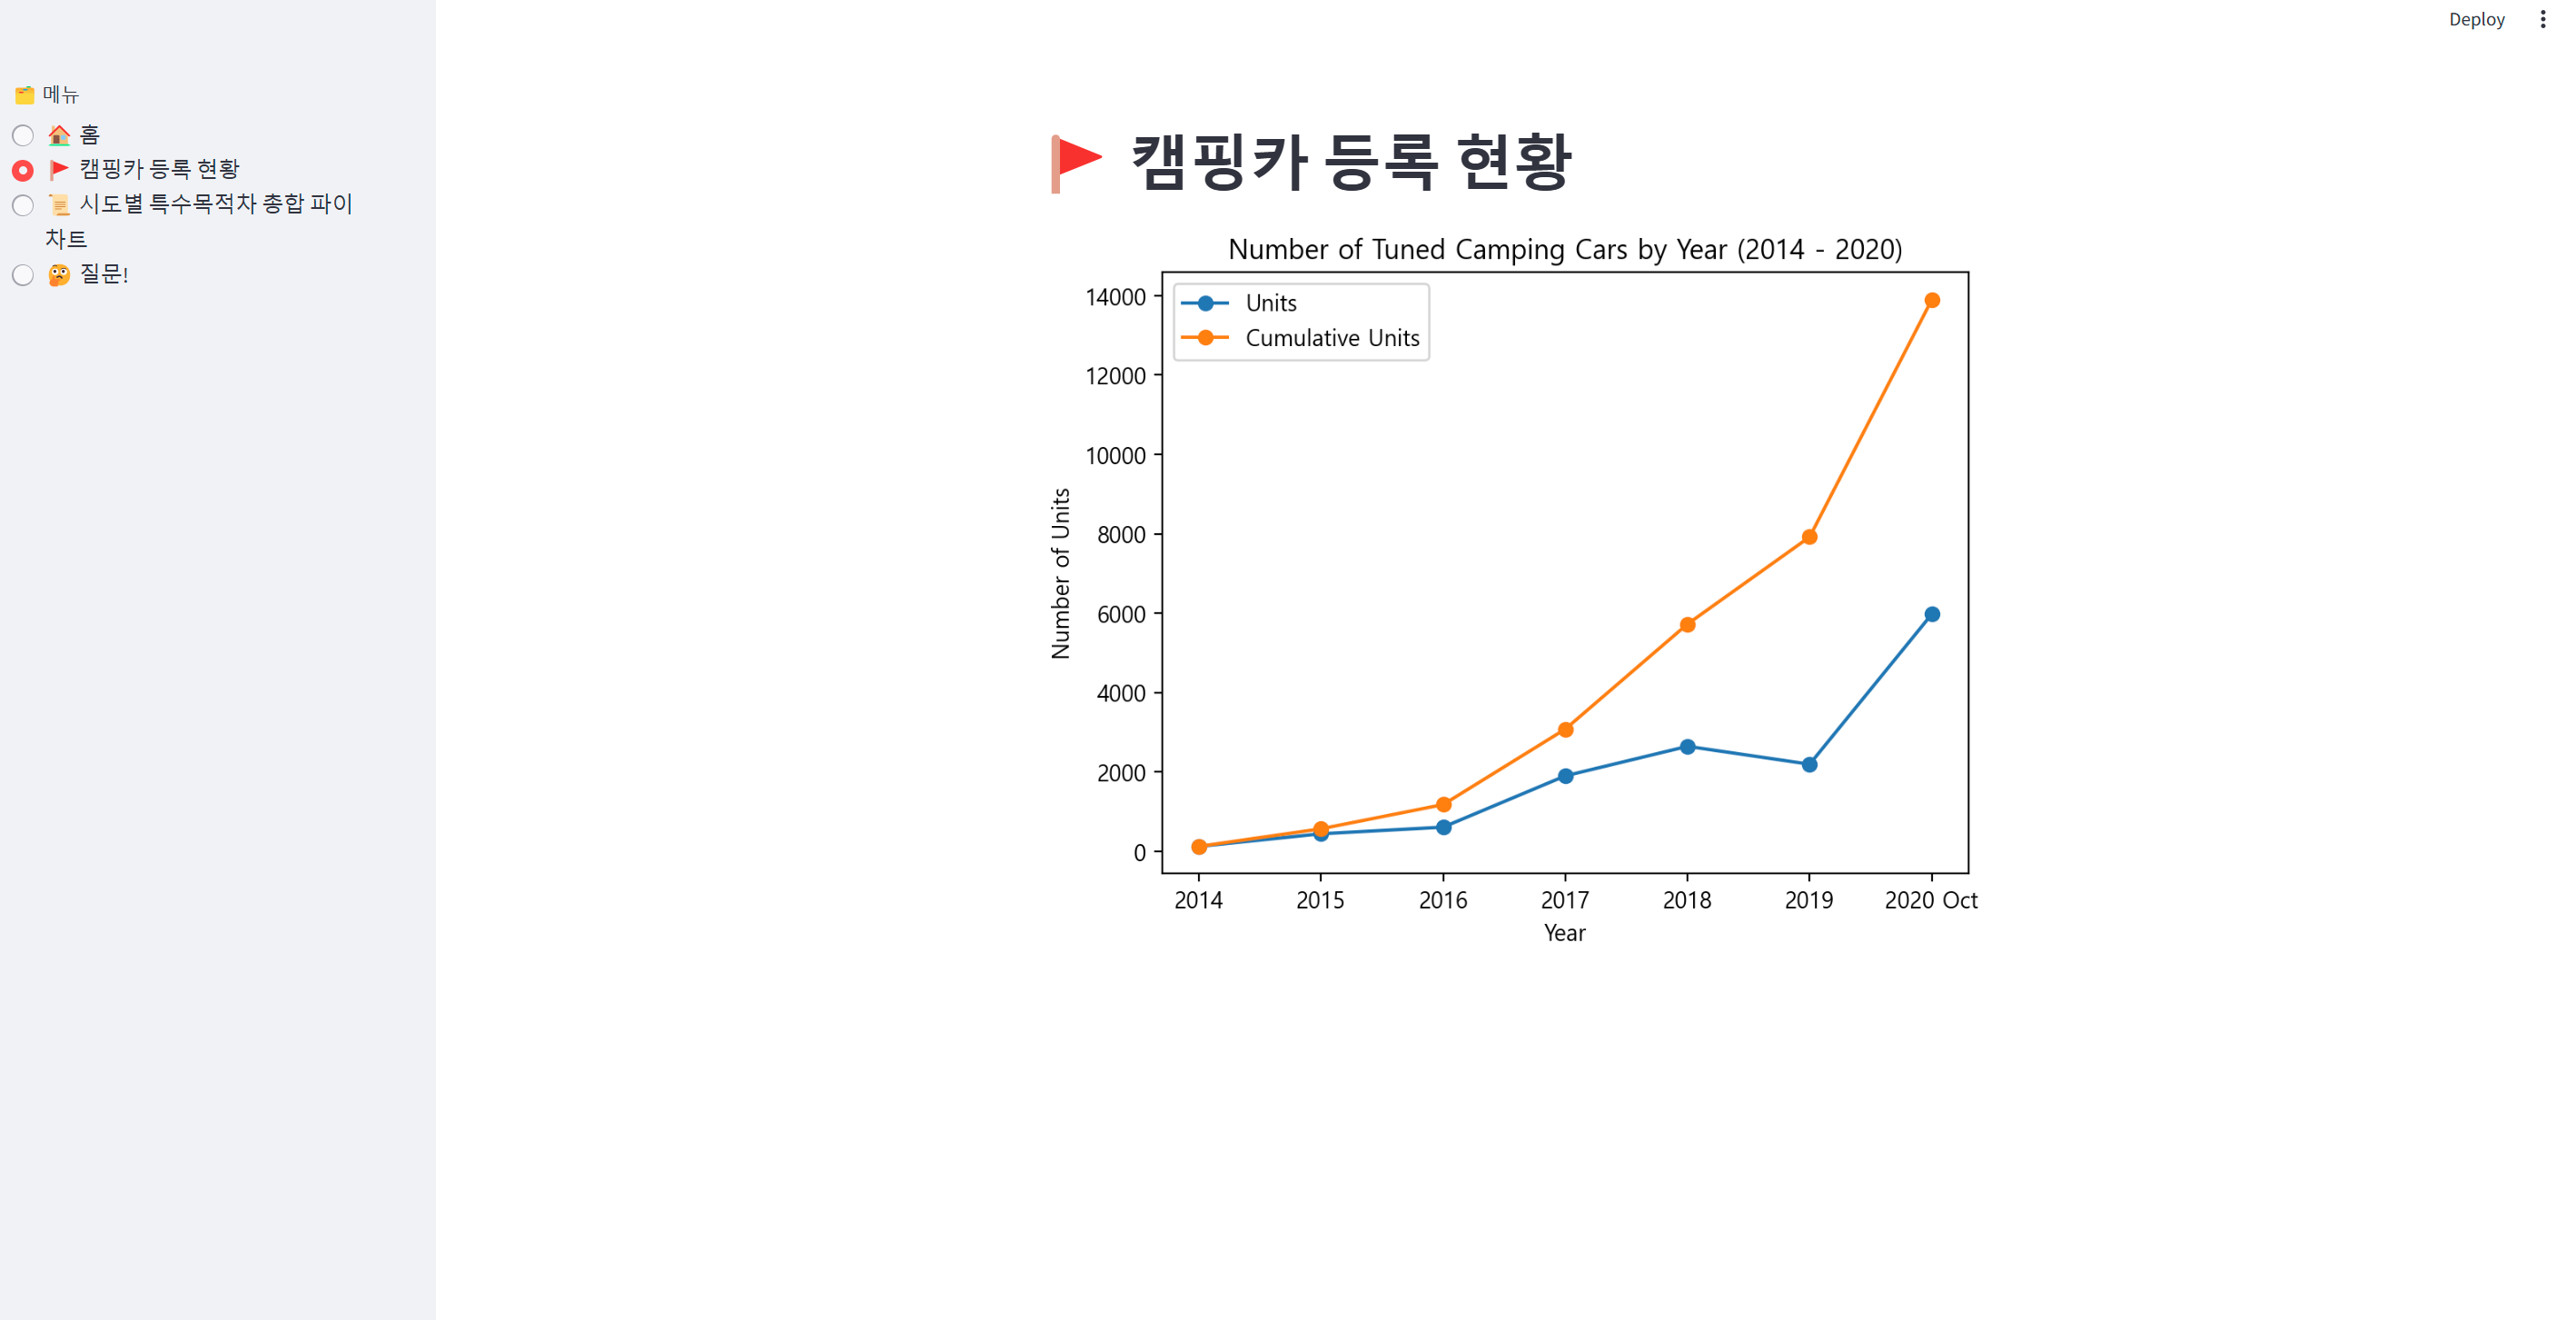 Deploy
메뉴
홈
캠핑카 등록 현황
시도별 특수목적차 총합 파이
차트
질문!
캠핑카 등록 현황
Number of Tuned Camping Cars by Year (2014 - 2020)
Units
Cumulative Units
14000
12000
10000
8000
6000
4000
2000
0
Number of Units
2014 2015 2016 2017 2018 2019 2020 Oct
Year